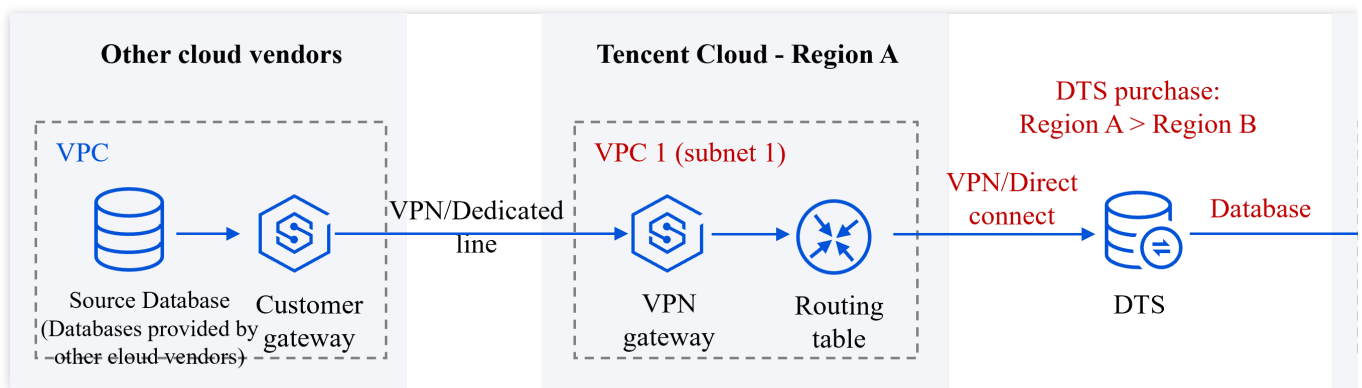 Other cloud vendors
VPC
Source Database
(Databases provided by
other cloud vendors)
Customer
gateway
VPN/Dedicated
line
Tencent Cloud - Region A
VPC 1 (subnet 1)
VPN
gateway
Routing
table
DTS purchase:
Region A > Region B
VPN/Direct
connect
DTS
Database